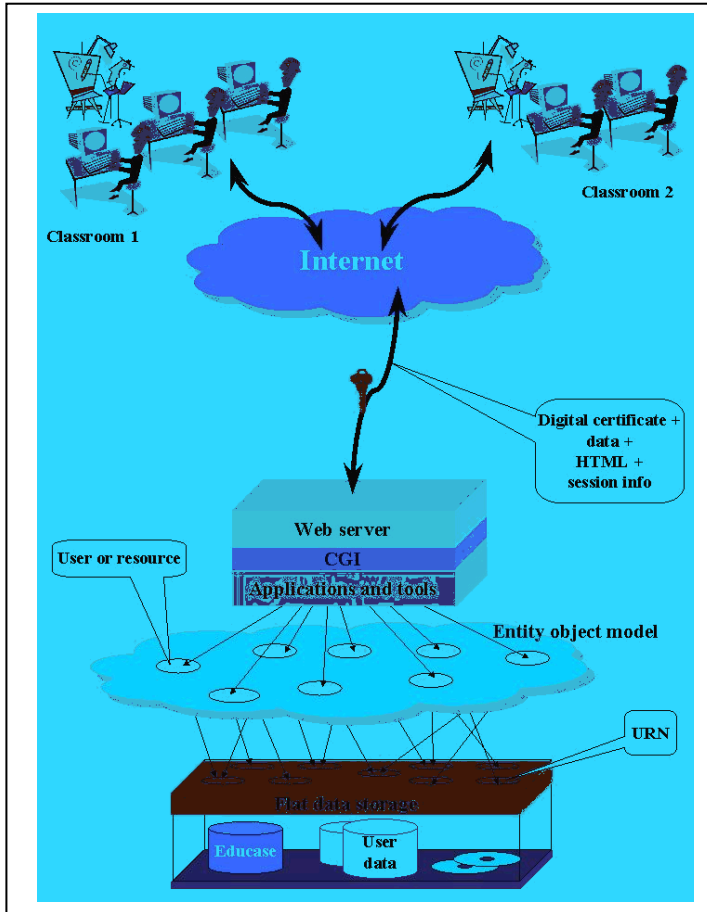 Classroom 1
Classroom 2
Internet
Digital certificate +
data +
HTML +
session info
Web server
CGI
User or resource
Applications and tools
Entity object model
URN
Flat data storage
Educase
User
data